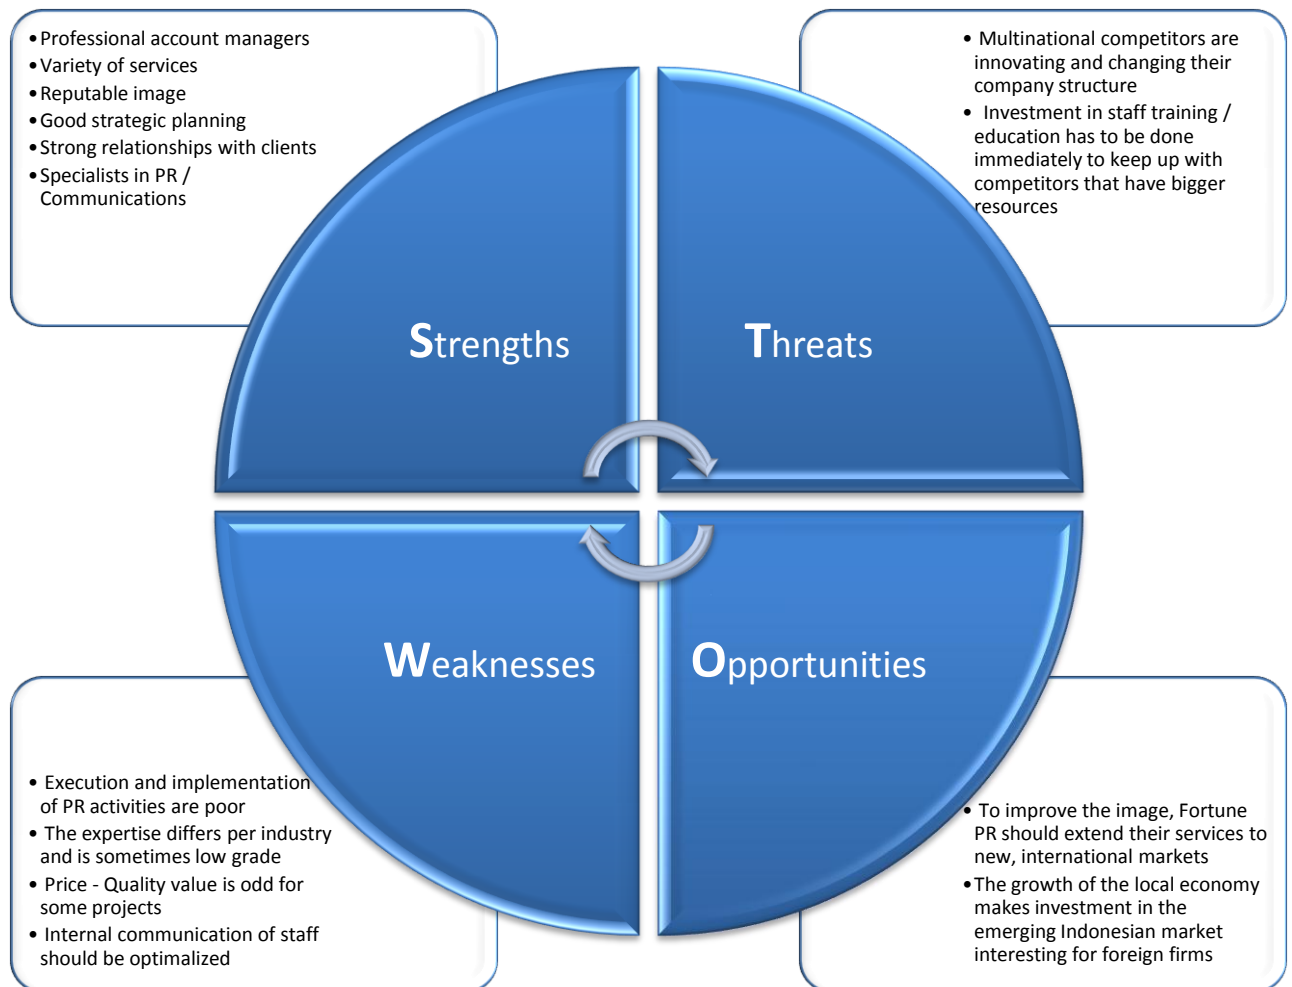 •Professional account managers
•Variety of services
•Reputable image
•Good strategic planning
•Strong relationships with clients
•Specialists in PR /
Communications
• Multinational competitors are
innovating and changing their
company structure
• Investment in staff training /
education has to be done
immediately to keep up with
competitors that have bigger
resources
Strengths
Threats
Weaknesses
Opportunities
• Execution and implementation
of PR activities are poor
• The expertise differs per industry
and is sometimes low grade
• Price - Quality value is odd for
some projects
• Internal communication of staff
should be optimalized
• To improve the image, Fortune
PR should extend their services to
new, international markets
•The growth of the local economy
makes investment in the
emerging Indonesian market
interesting for foreign firms